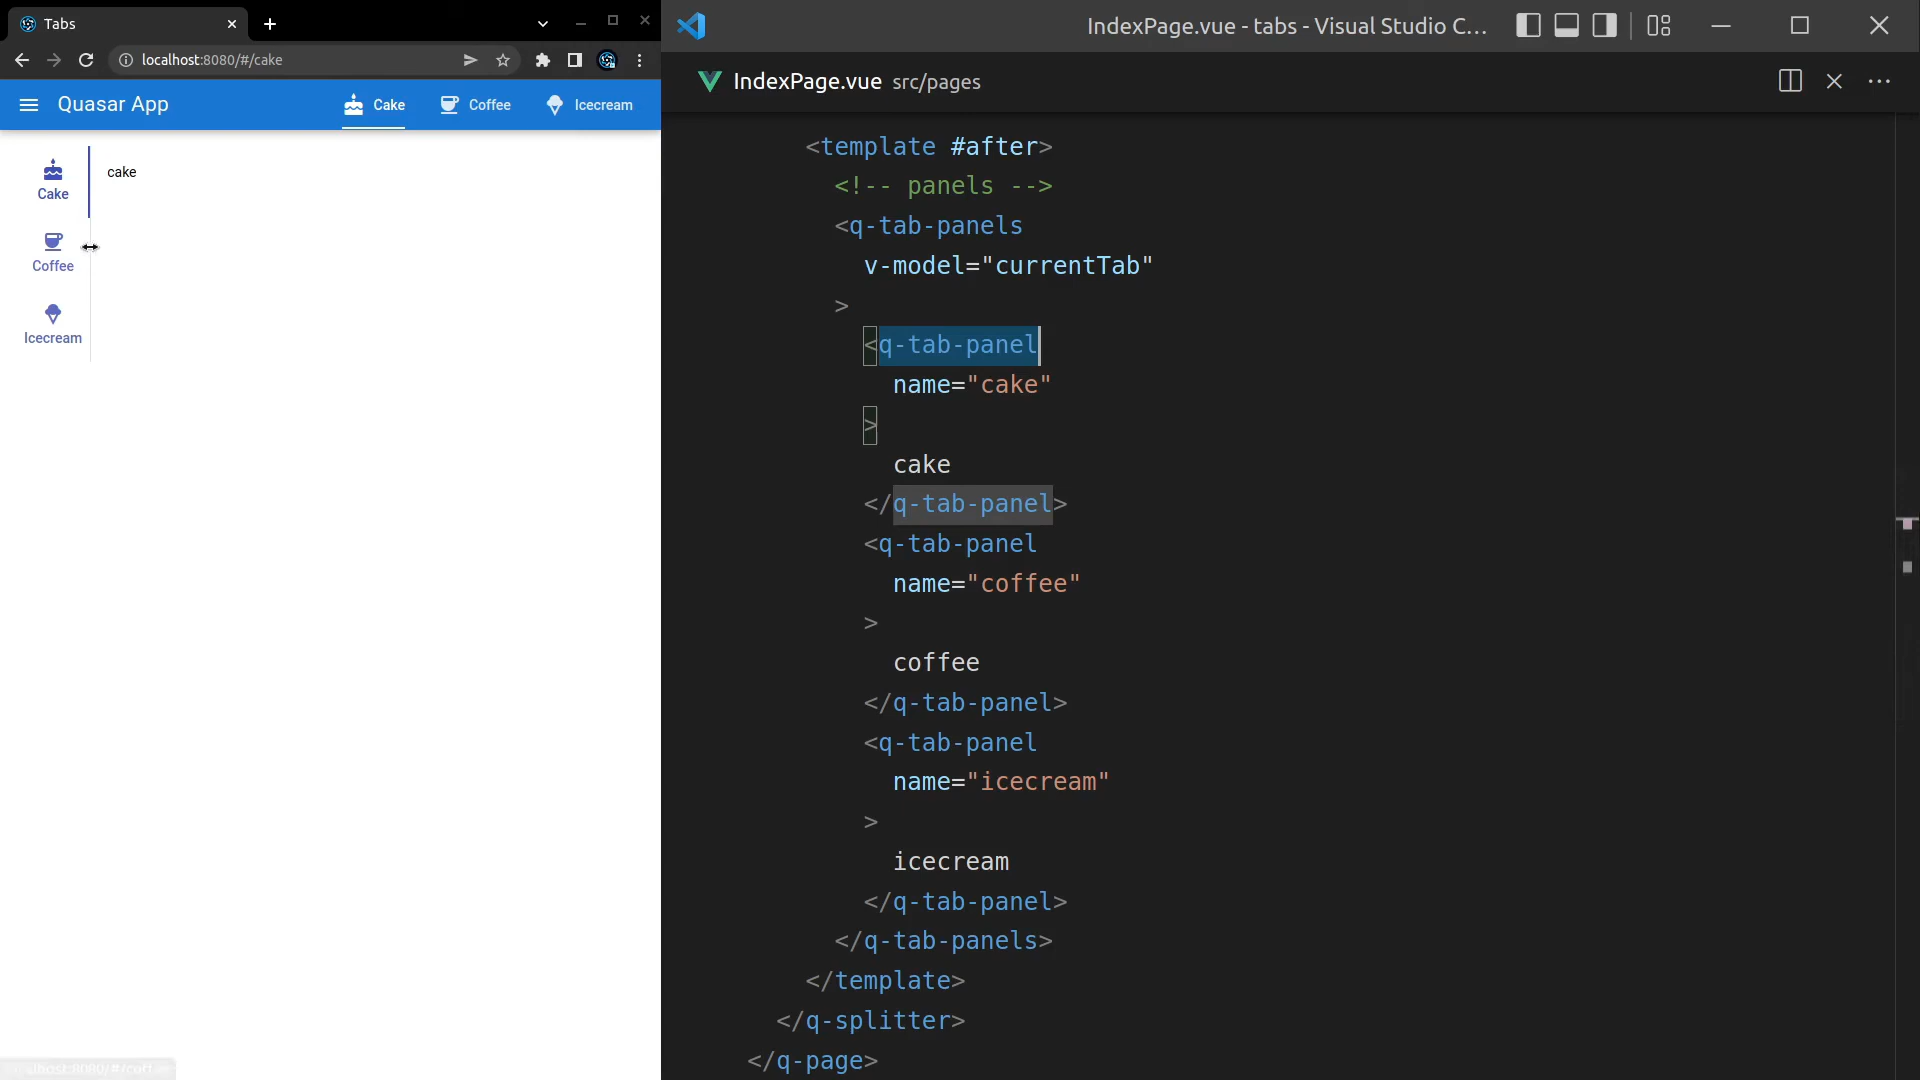 Tabs
localhost:8080/#/cake
Quasar App
Cake
Coffee
Icecream
Cake
cake
Coffee
Icecream
IndexPage.vue - tabs - Visual Studio C...
IndexPage.vue src/pages
<template #after>
<!-- panels -->
<q-tab-panels
v-model="currentTab"
>
<q-tab-panel
name="cake"
>
cake
</q-tab-panel>
<q-tab-panel
name="coffee"
>
coffee
</q-tab-panel>
<q-tab-panel
name="icecream"
>
icecream
</q-tab-panel>
</q-tab-panels>
</template>
</q-splitter>
</q-page>